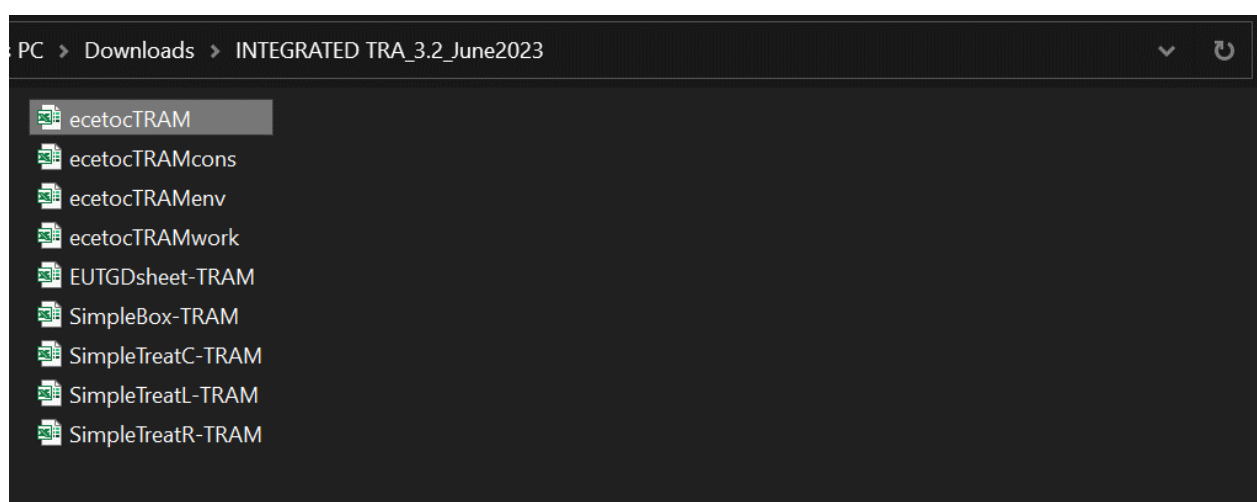 PC > Downloads > INTEGRATED TRA_3.2_June2023
ecetocTRAM
ecetocTRAMcons
ecetocTRAMenv
ecetocTRAMwork
EUTGDsheet-TRAM
SimpleBox-TRAM
SimpleTreatC-TRAM
SimpleTreatL-TRAM
SimpleTreatR-TRAM